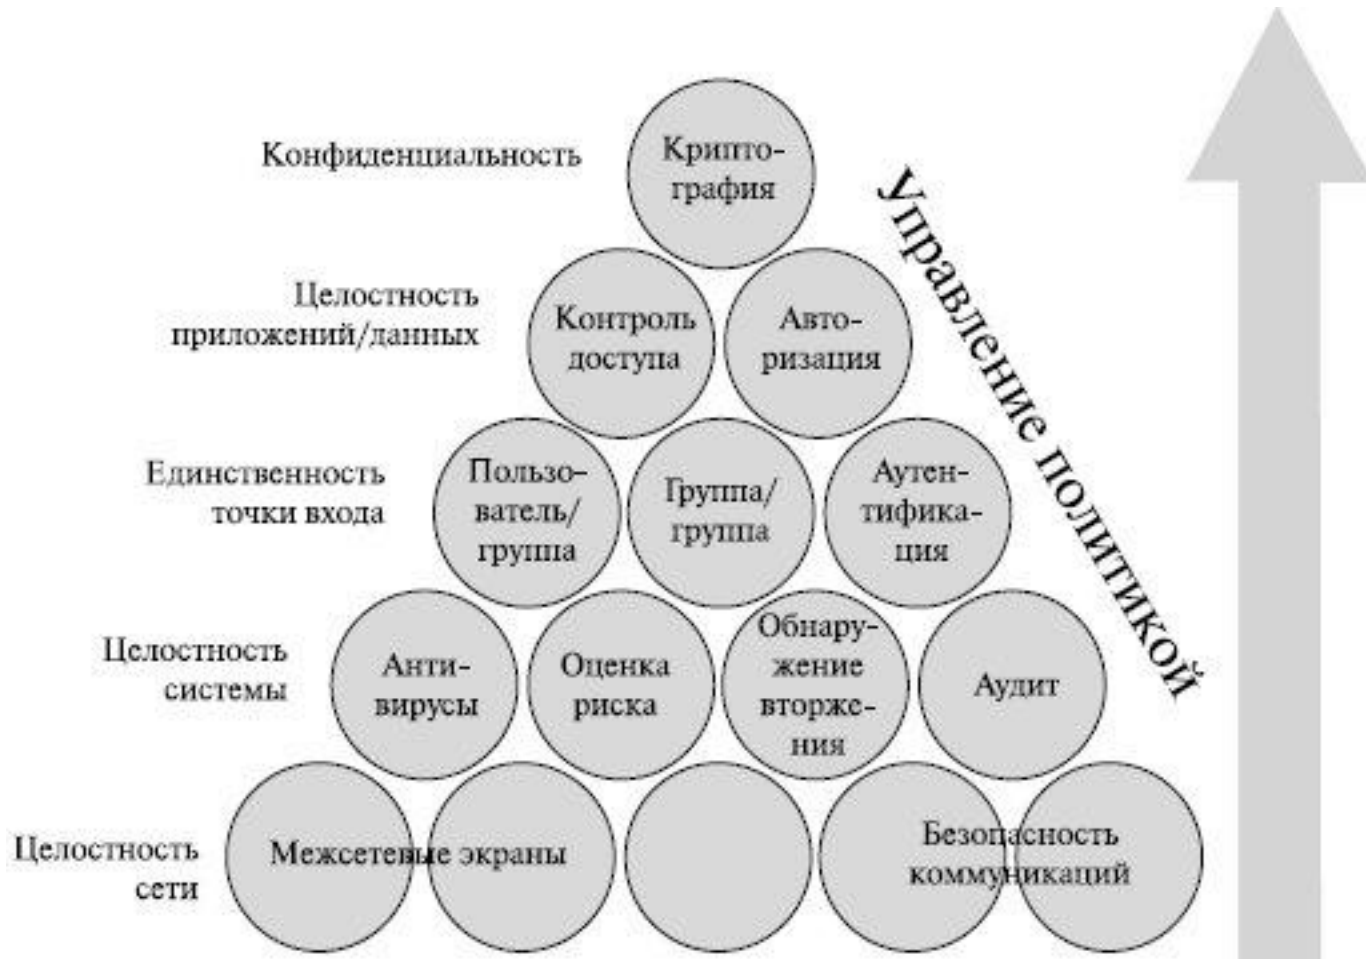 Конфиденциальность
Крипто-
графия
Целостность
приложений/данных
Контроль
доступа
Авто-
ризация
Управление политикой
Единственность
точки входа
Пользо-
ватель/
группа
Группа/
группа
Аутен-
тифика-
ция
Целостность
системы
Анти-
вирусы
Оценка
риска
Обнару-
жение
вторже-
ния
Аудит
Целостность
сети
Межсетевые экраны
Безопасность
коммуникаций